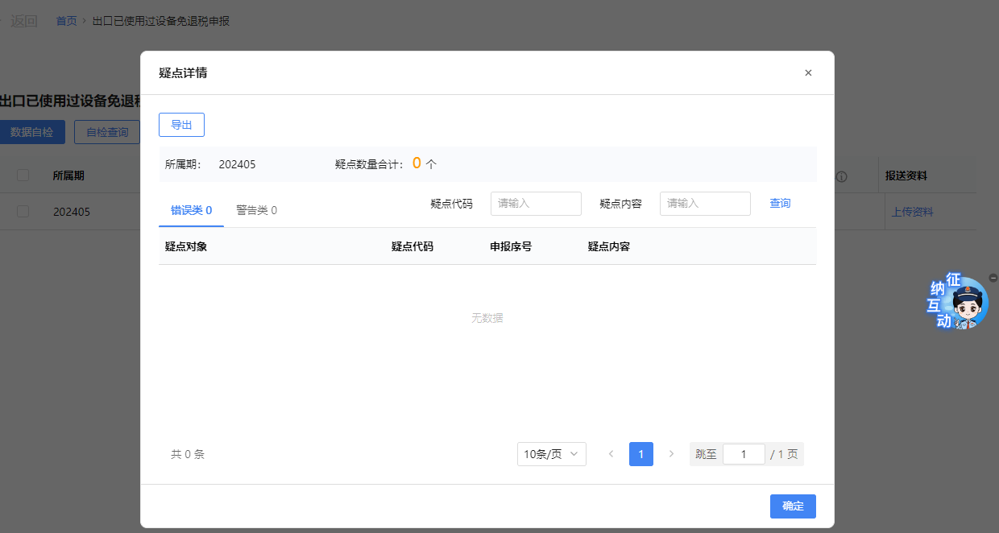 返回 首页 › 出口已使用过设备免退税申报
疑点详情
出口已使用过设备免退税
导出
数据自检 自检查询
所属期: 202405 疑点数量合计: 0 个
所属期 报送资料
错误类 0 警告类 0 疑点代码 请输入 疑点内容 请输入 查询
202405 上传资料
疑点对象 疑点代码 申报序号 疑点内容
征纳互动
无数据
共 0 条 10条/页 1 跳至 1 / 1 页
确定